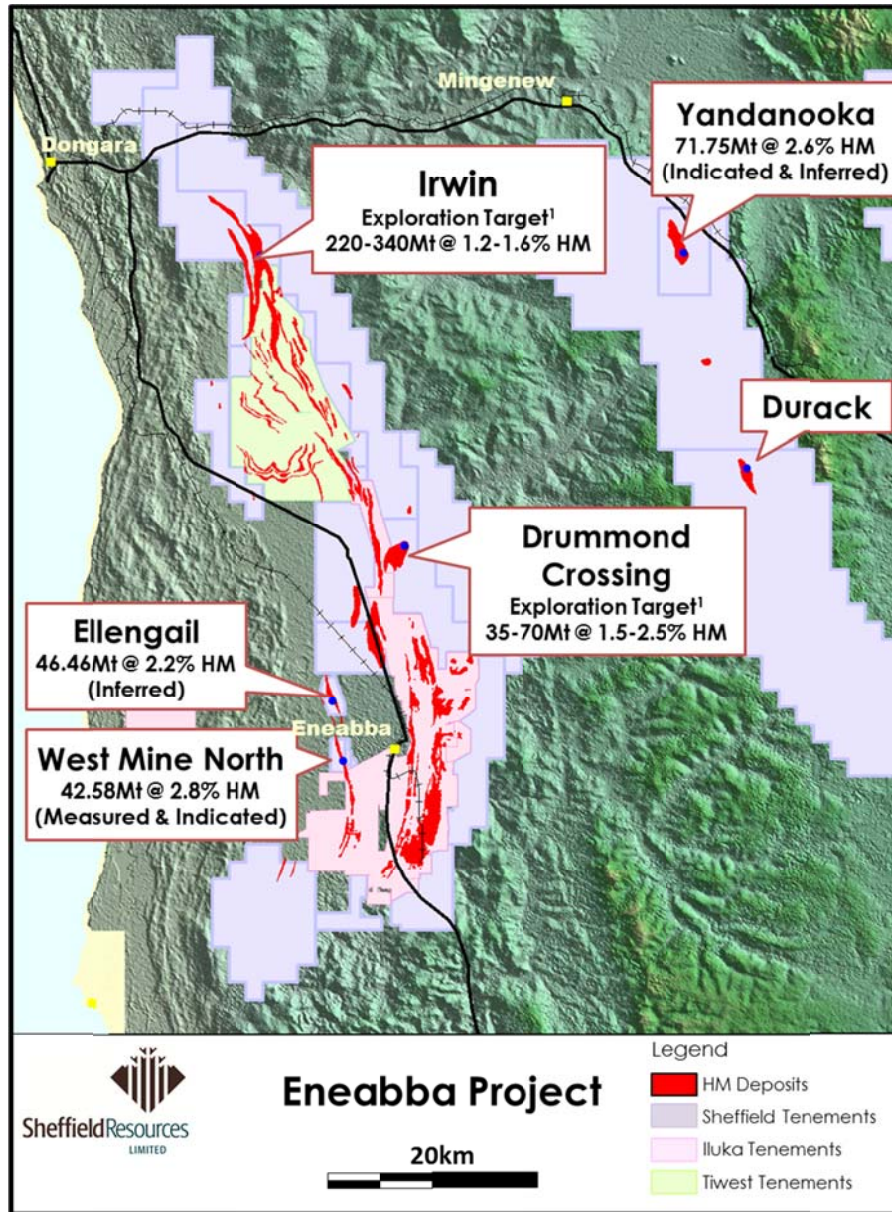 Mingenew
Dongara
Yandanooka
71.75Mt @ 2.6% HM
(Indicated & Inferred)
Irwin
Exploration Target¹
220-340Mt @ 1.2-1.6% HM
Durack
Drummond
Crossing
Exploration Target¹
35-70Mt @ 1.5-2.5% HM
Ellengail
46.46Mt @ 2.2% HM
(Inferred)
Eneabba
West Mine North
42.58Mt @ 2.8% HM
(Measured & Indicated)
SheffieldResources
LIMITED
Eneabba Project
20km
Legend
HM Deposits
Sheffield Tenements
Iluka Tenements
Tiwest Tenements